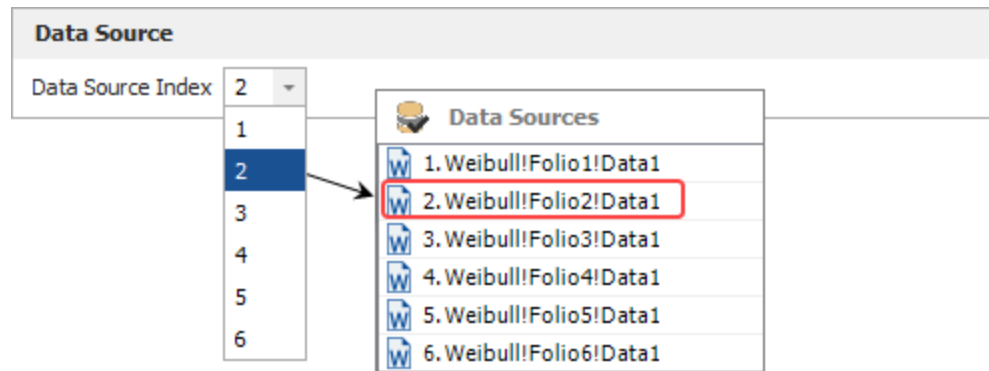 Data Source
Data Source Index 2
1
2
3
4
5
6
Data Sources
1. Weibull!Folio1!Data1
2. Weibull!Folio2!Data1
3. Weibull!Folio3!Data1
4. Weibull!Folio4!Data1
5. Weibull!Folio5!Data1
6. Weibull!Folio6!Data1